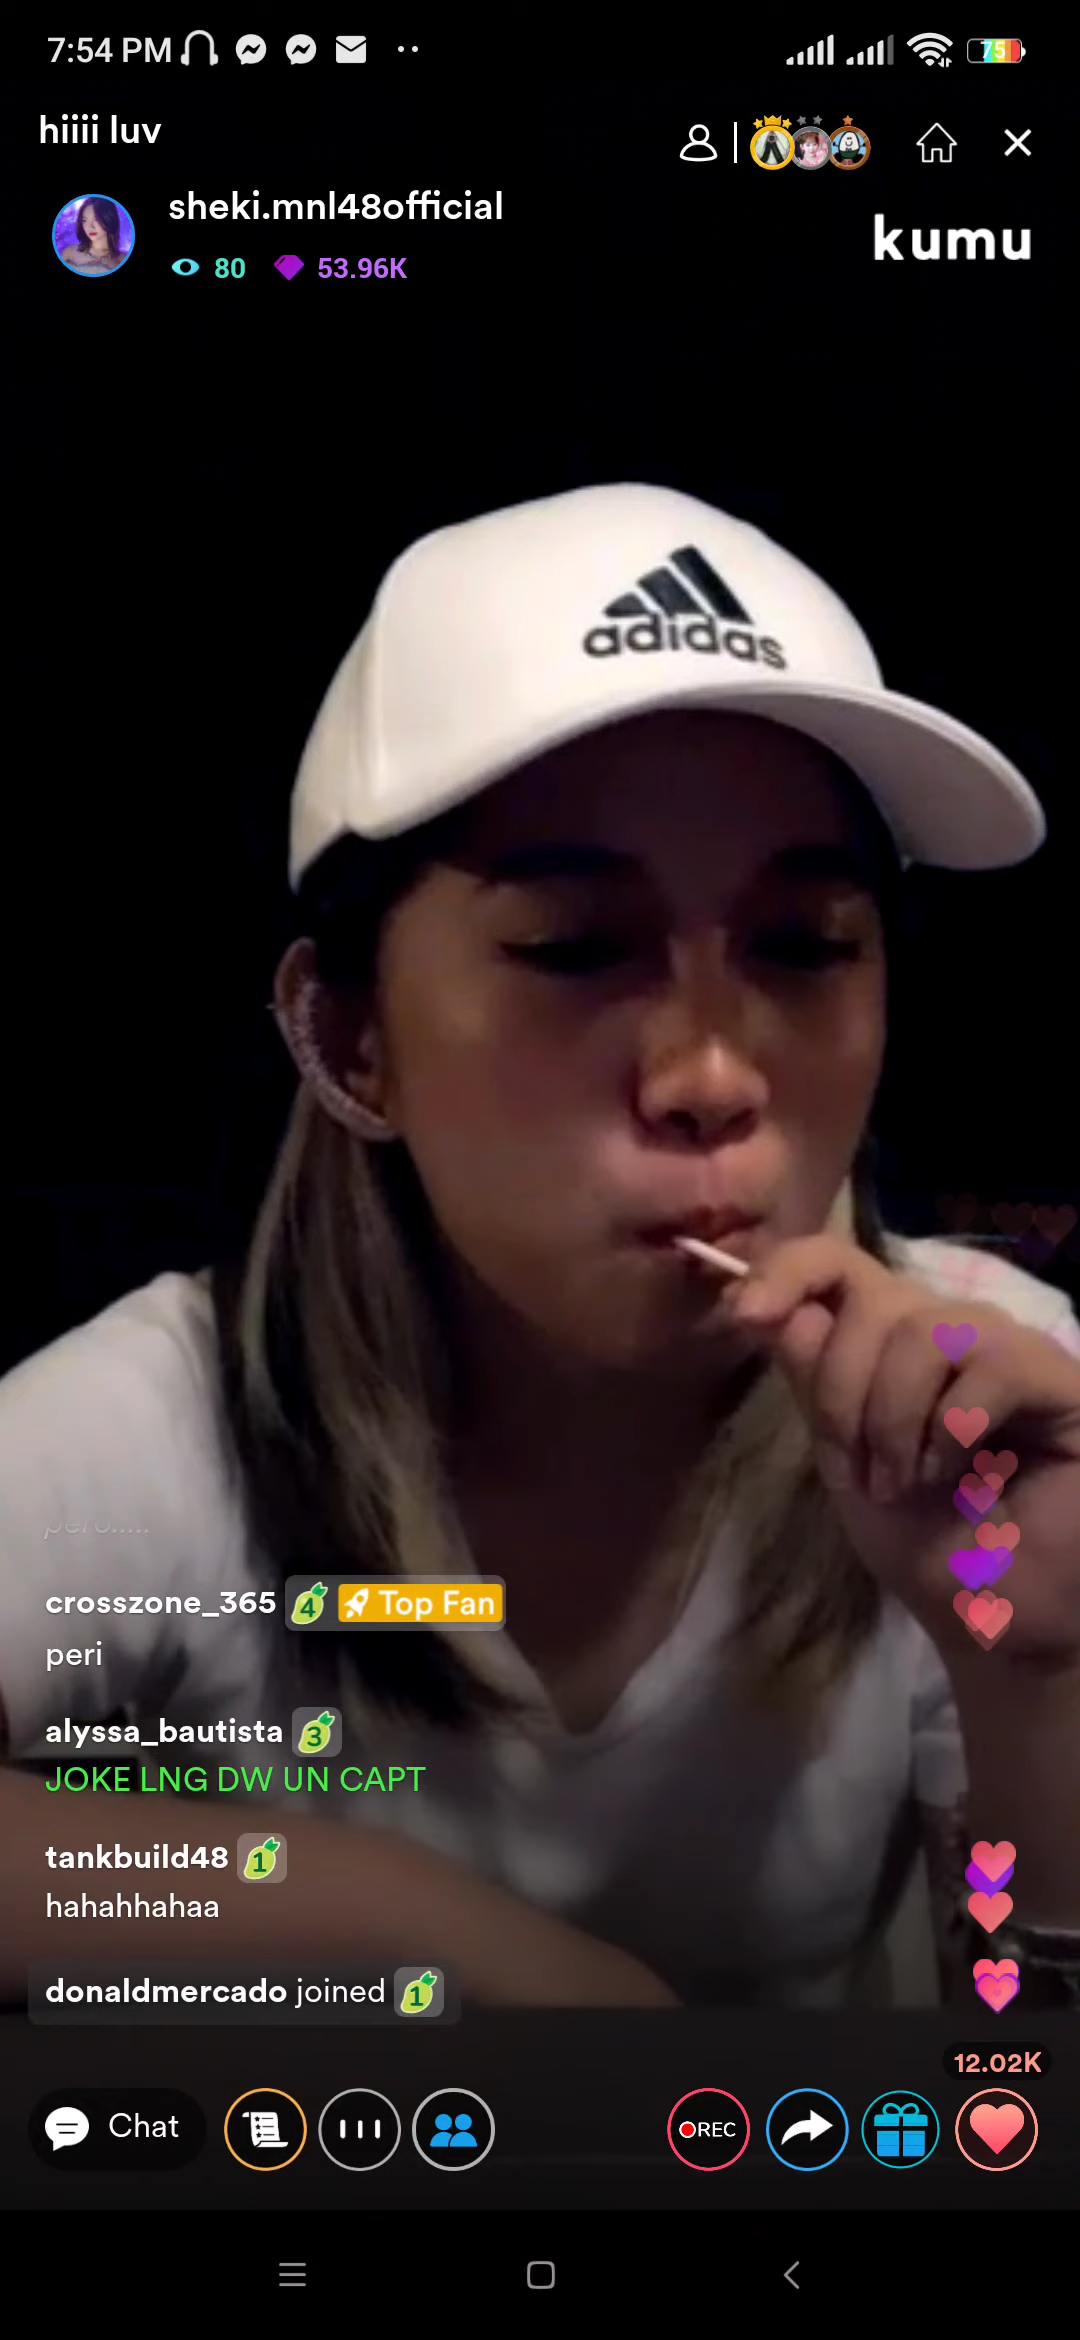 7:54 PM
75
hiiii luv
sheki.mnl48official
80 53.96K
kumu
adidas
pero.....
crosszone_365 4 Top Fan
peri
alyssa_bautista 3
JOKE LNG DW UN CAPT
tankbuild48 1
hahahhahaa
donaldmercado joined 1
12.02K
Chat
REC